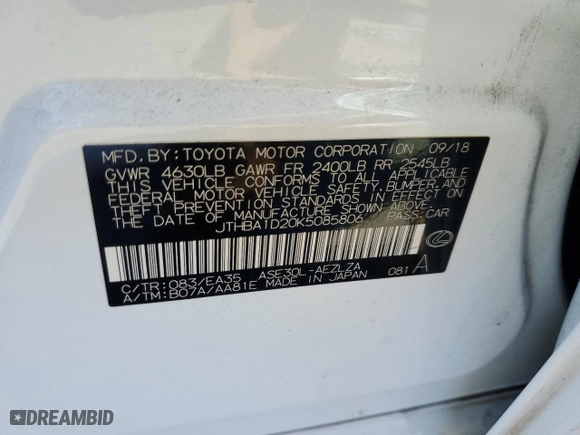 MFD. BY: TOYOTA MOTOR CORPORATION 09/18
GVWR 4630LB GAWR FR 2400LB RR 2545LB
THIS VEHICLE CONFORMS TO ALL APPLICABLE
FEDERAL MOTOR VEHICLE SAFETY, BUMPER, AND
THEFT PREVENTION STANDARDS IN EFFECT ON
THE DATE OF MANUFACTURE SHOWN ABOVE.
JTHBA1D20K5085806 PASS.CAR
C/TR: 083/EA35 ASE30L-AEZLZA 081 A
A/TM: B07A/AA81E MADE IN JAPAN
DREAMBID